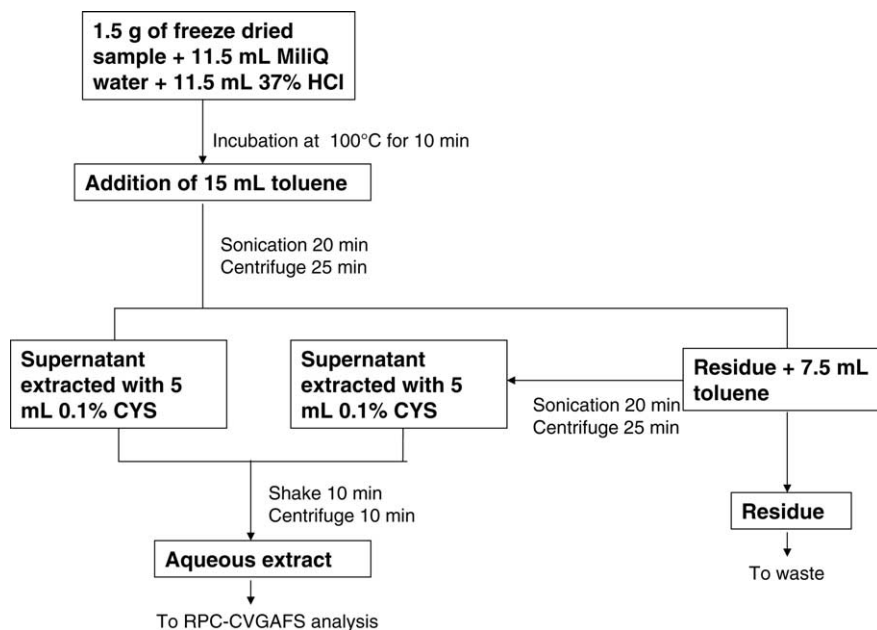 1.5 g of freeze dried
sample + 11.5 mL MiliQ
water + 11.5 mL 37% HCl
Incubation at 100°C for 10 min
Addition of 15 mL toluene
Sonication 20 min
Centrifuge 25 min
Supernatant
extracted with 5
mL 0.1% CYS
Supernatant
extracted with 5
mL 0.1% CYS
Residue + 7.5 mL
toluene
Sonication 20 min
Centrifuge 25 min
Shake 10 min
Centrifuge 10 min
Residue
Aqueous extract
To waste
To RPC-CVGAFS analysis